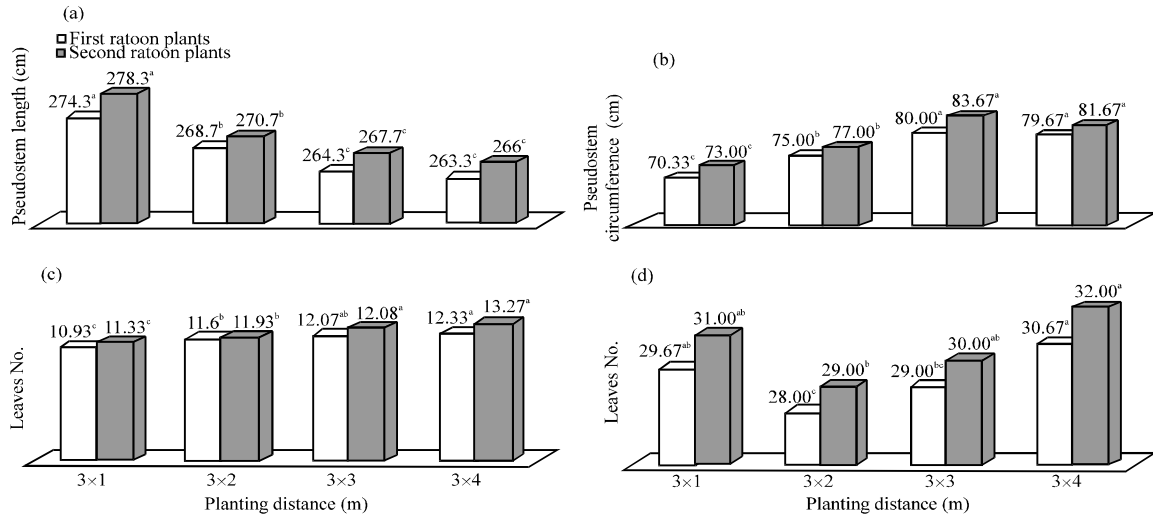 (a)
First ratoon plants
Second ratoon plants
Pseudostem length (cm)
274.3ᵃ 278.3ᵃ
268.7ᵇ 270.7ᵇ
264.3ᶜ 267.7ᶜ
263.3ᶜ 266ᶜ
(b)
Pseudostem
circumference (cm)
70.33ᶜ 73.00ᶜ
75.00ᵇ 77.00ᵇ
80.00ᵃ 83.67ᵃ
79.67ᵃ 81.67ᵃ
(c)
Leaves No.
10.93ᶜ 11.33ᶜ
11.6ᵇ 11.93ᵇ
12.07ᵃᵇ 12.08ᵃ
12.33ᵃ 13.27ᵃ
3×1 3×2 3×3 3×4
Planting distance (m)
(d)
Leaves No.
29.67ᵃᵇ 31.00ᵃᵇ
28.00ᶜ 29.00ᵇ
29.00ᵇᶜ 30.00ᵃᵇ
30.67ᵃ 32.00ᵃ
3×1 3×2 3×3 3×4
Planting distance (m)